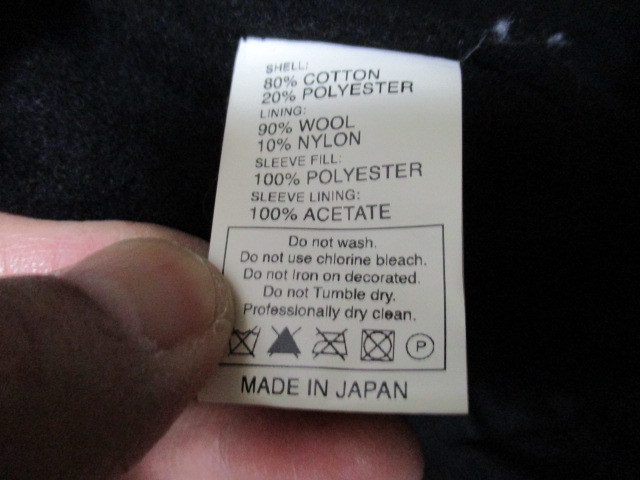 SHELL:
80% COTTON
20% POLYESTER
LINING:
90% WOOL
10% NYLON
SLEEVE FILL:
100% POLYESTER
SLEEVE LINING:
100% ACETATE
Do not wash.
Do not use chlorine bleach.
Do not Iron on decorated.
Do not Tumble dry.
Professionally dry clean.
P
MADE IN JAPAN